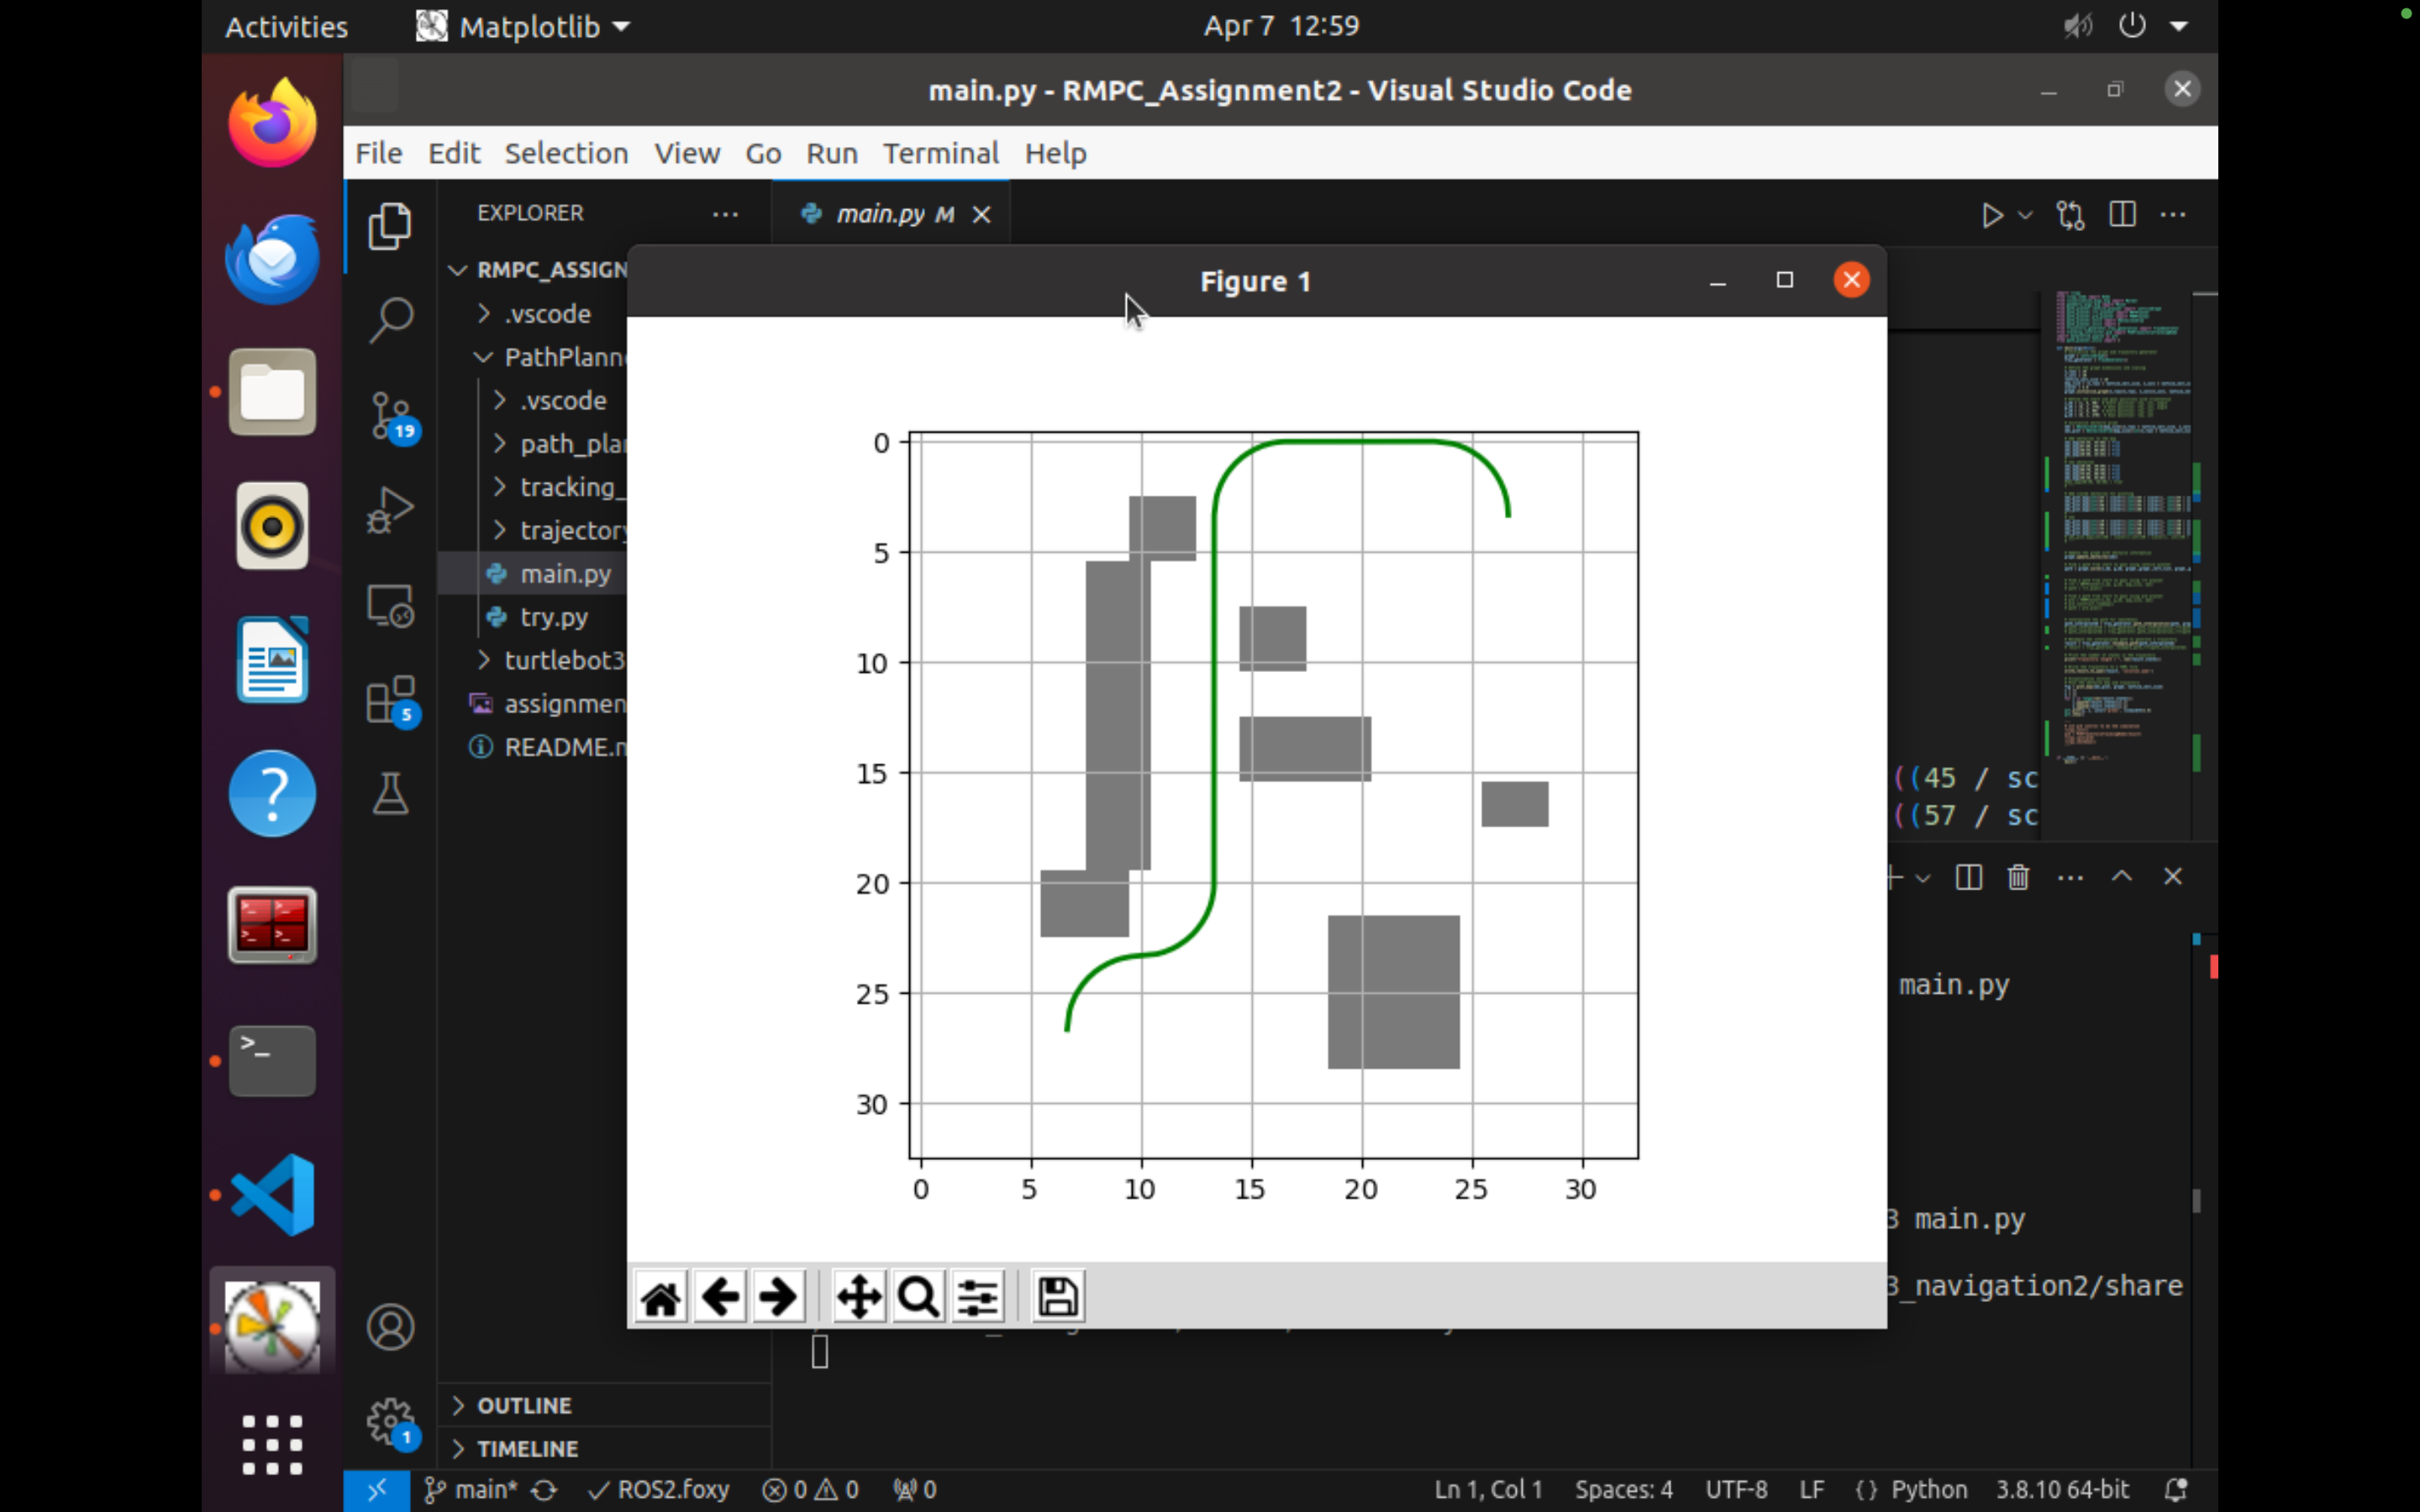 Activities Matplotlib Apr 7 12:59
main.py - RMPC_Assignment2 - Visual Studio Code
File Edit Selection View Go Run Terminal Help
EXPLORER ···
main.py M
RMPC_ASSIGN
.vscode
PathPlann
.vscode
path_pla
tracking_
trajectory
main.py
try.py
turtlebot3
assignmen
README.
19
5
1
Figure 1
0
5
10
15
20
25
30
0 5 10 15 20 25 30
((45 / sc
((57 / sc
main.py
3 main.py
3_navigation2/share
OUTLINE
TIMELINE
main* ROS2.foxy 0 0 0 Ln 1, Col 1 Spaces: 4 UTF-8 LF {} Python 3.8.10 64-bit